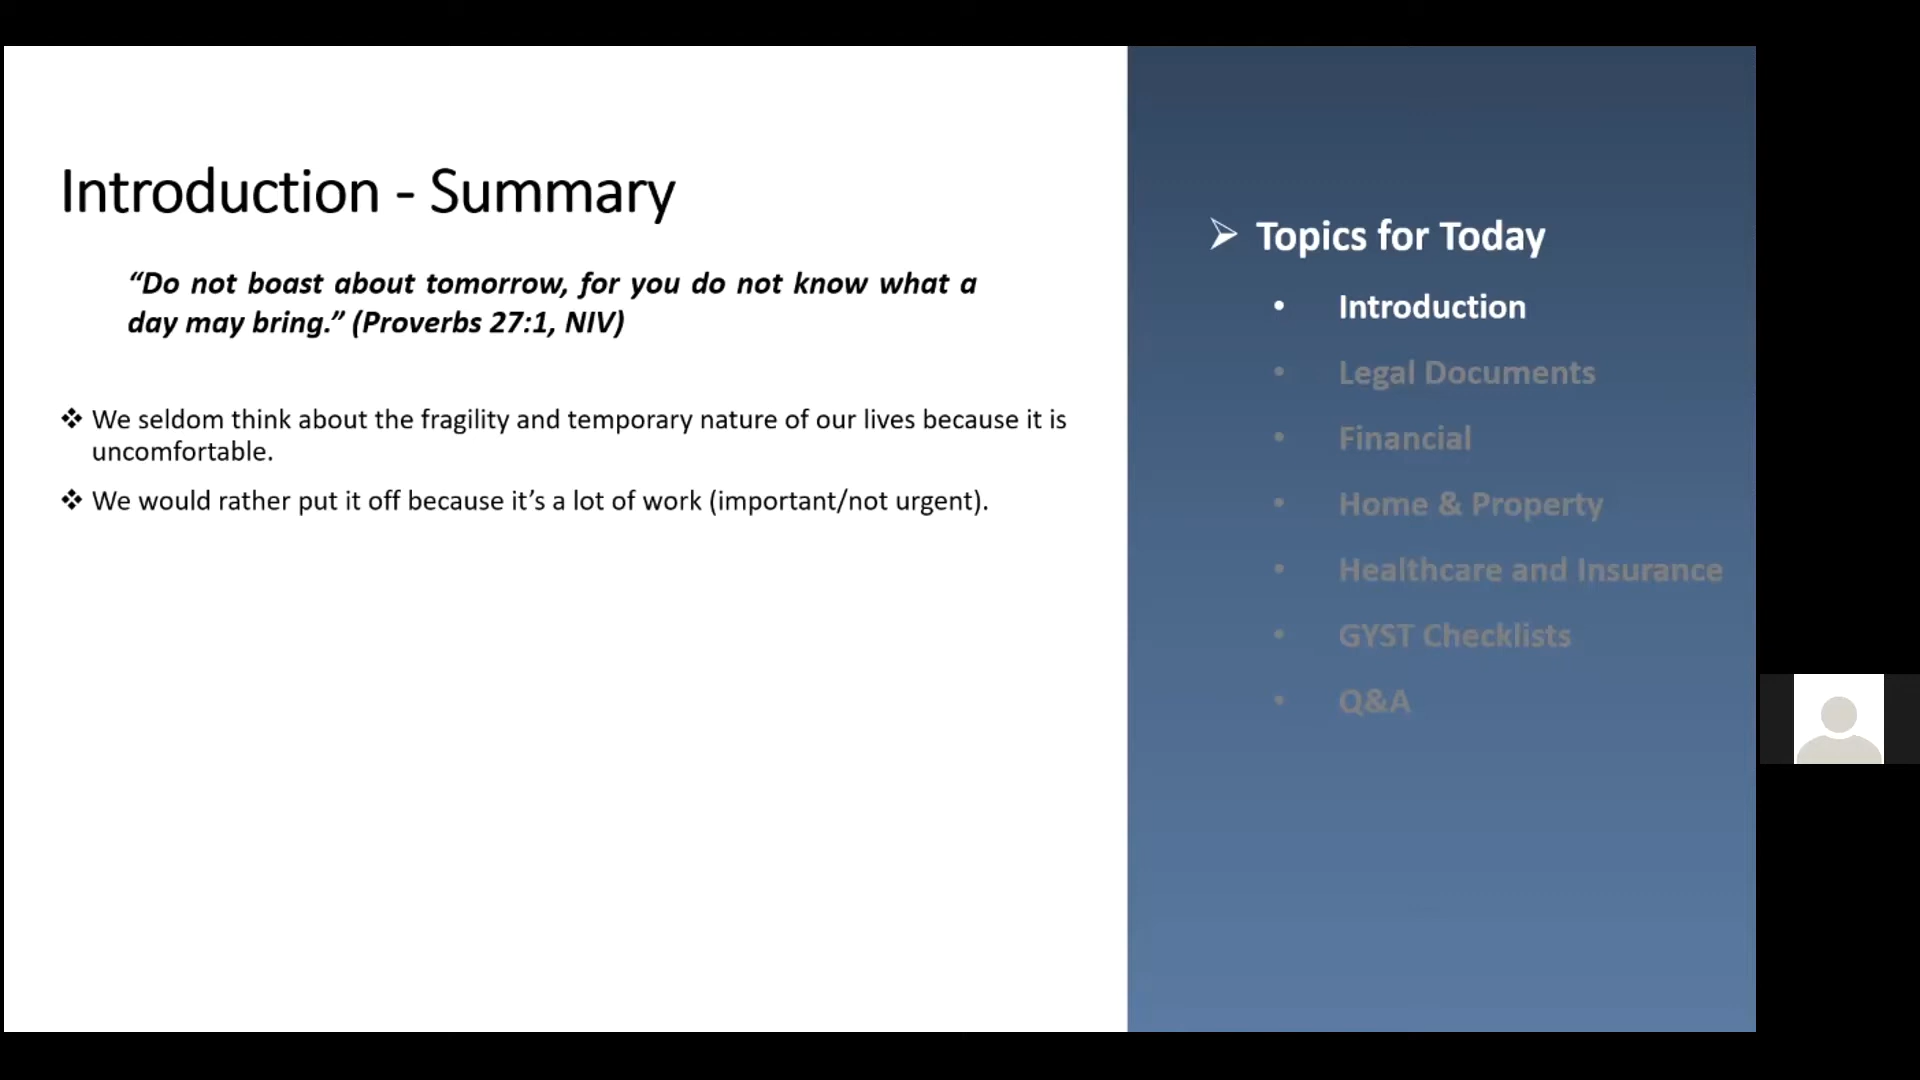 Introduction - Summary
“Do not boast about tomorrow, for you do not know what a
day may bring.” (Proverbs 27:1, NIV)
❖ We seldom think about the fragility and temporary nature of our lives because it is
uncomfortable.
❖ We would rather put it off because it’s a lot of work (important/not urgent).
➢ Topics for Today
• Introduction
• Legal Documents
• Financial
• Home & Property
• Healthcare and Insurance
• GYST Checklists
• Q&A